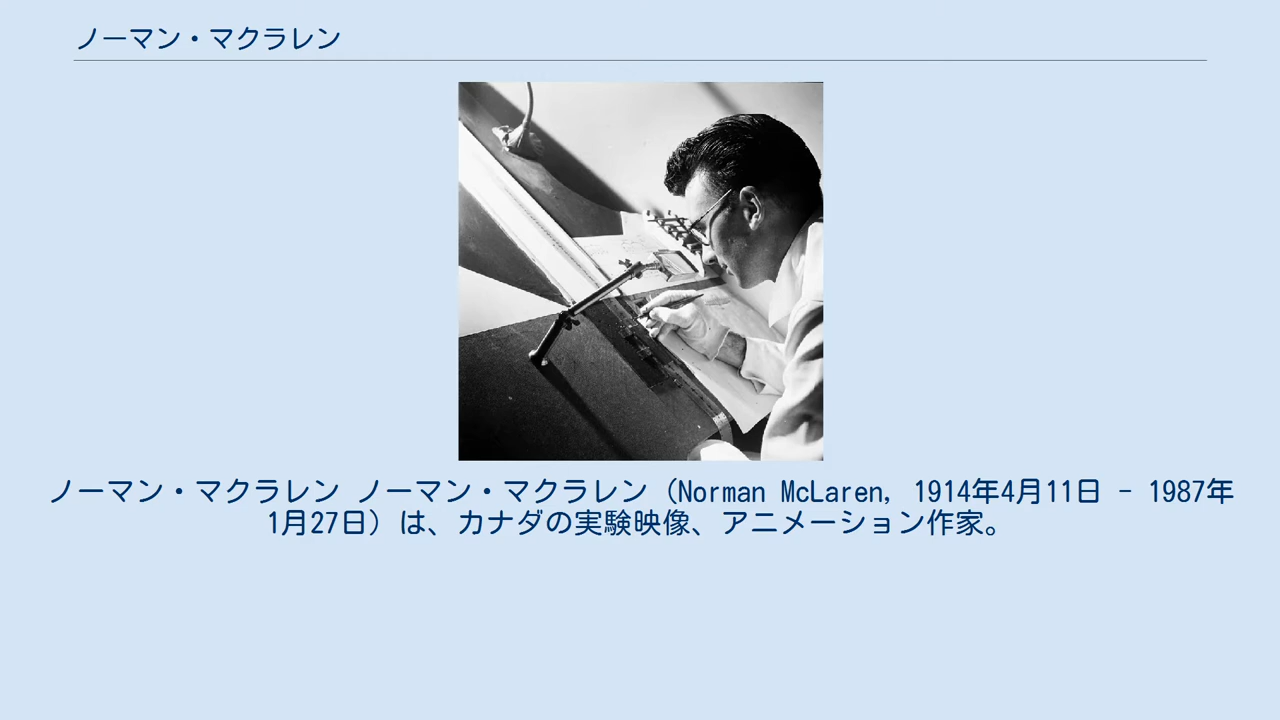 ノーマン・マクラレン
ノーマン・マクラレン ノーマン・マクラレン（Norman McLaren, 1914年4月11日 - 1987年
1月27日）は、カナダの実験映像、アニメーション作家。